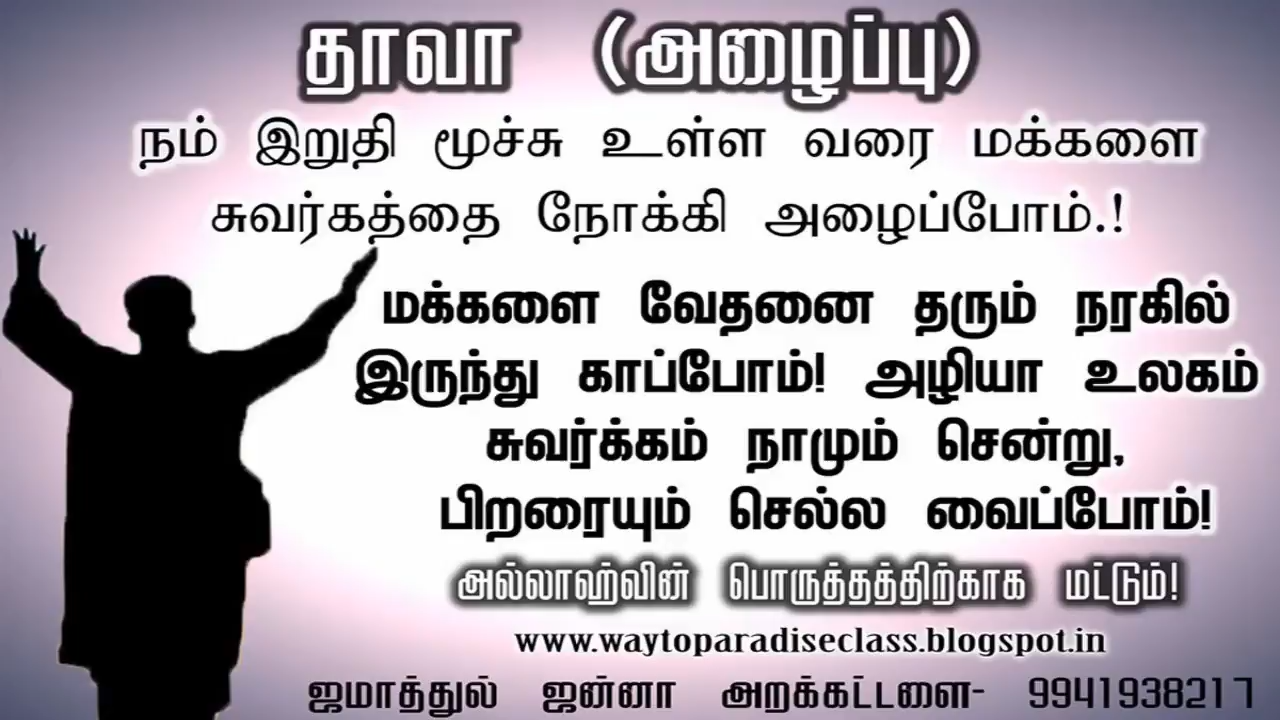 தாவா (அழைப்பு)
நம் இறுதி மூச்சு உள்ள வரை மக்களை
சுவர்கத்தை நோக்கி அழைப்போம்.!
மக்களை வேதனை தரும் நரகில்
இருந்து காப்போம்! அழியா உலகம்
சுவர்க்கம் நாமும் சென்று,
பிறரையும் செல்ல வைப்போம்!
அல்லாஹ்வின் பொருத்தத்திற்காக மட்டும்!
www.waytoparadiseclass.blogspot.in
ஜமாத்துல் ஜன்னா அறக்கட்டளை- 9941938217